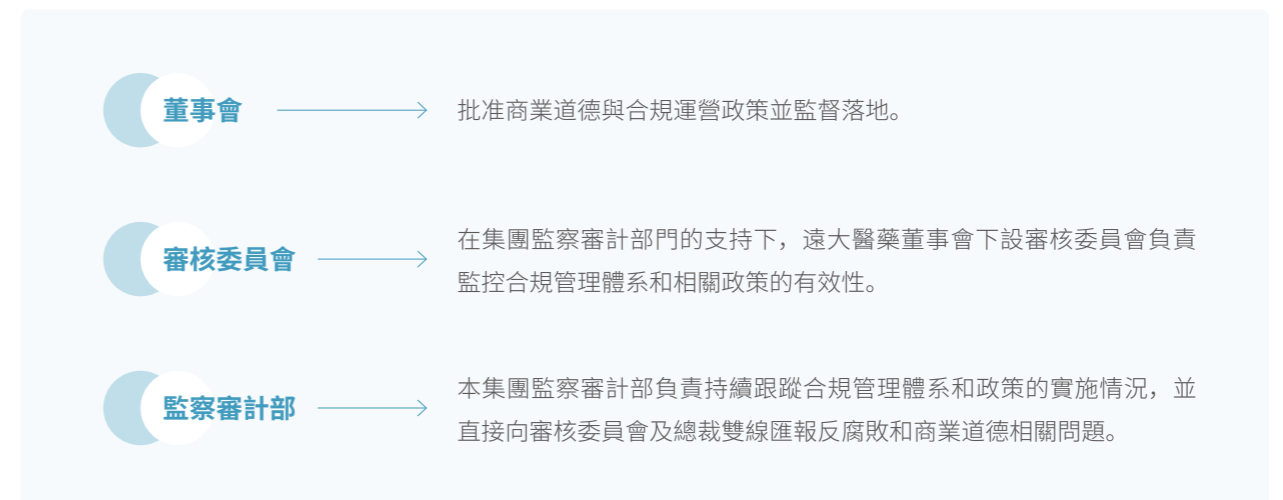 董事會
批准商業道德與合規運營政策並監督落地。
審核委員會
在集團監察審計部門的支持下，遠大醫藥董事會下設審核委員會負責
監控合規管理體系和相關政策的有效性。
監察審計部
本集團監察審計部負責持續跟蹤合規管理體系和政策的實施情況，並
直接向審核委員會及總裁雙線匯報反腐敗和商業道德相關問題。